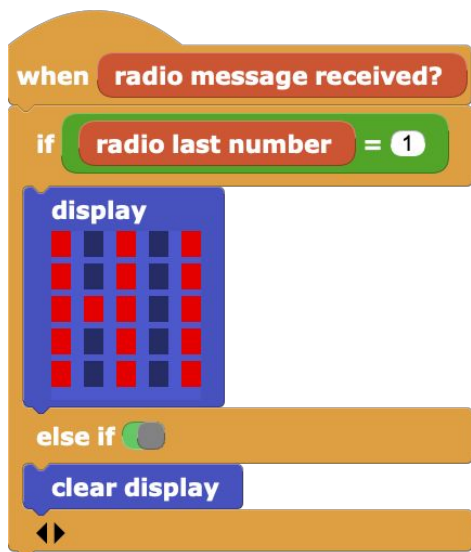 when radio message received?
if radio last number = 1
display
else if
clear display